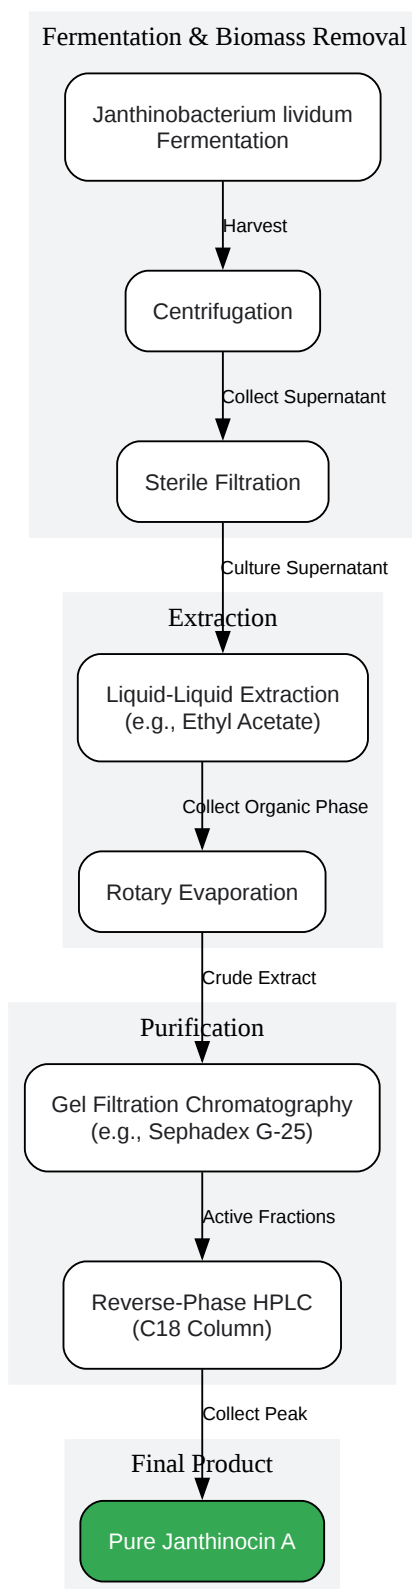 Fermentation & Biomass Removal
Janthinobacterium lividum
Fermentation
Harvest
Centrifugation
Collect Supernatant
Sterile Filtration
Culture Supernatant
Extraction
Liquid-Liquid Extraction
(e.g., Ethyl Acetate)
Collect Organic Phase
Rotary Evaporation
Crude Extract
Purification
Gel Filtration Chromatography
(e.g., Sephadex G-25)
Active Fractions
Reverse-Phase HPLC
(C18 Column)
Collect Peak
Final Product
Pure Janthinocin A